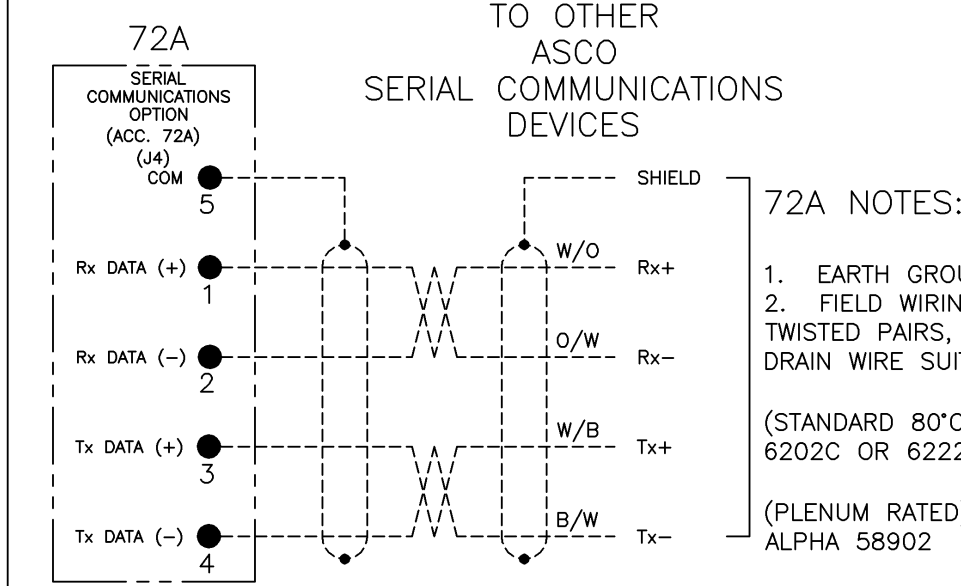 72A
SERIAL
COMMUNICATIONS
OPTION
(ACC. 72A)
(J4)
COM
5
Rx DATA (+)
1
Rx DATA (-)
2
Tx DATA (+)
3
Tx DATA (-)
4
TO OTHER
ASCO
SERIAL COMMUNICATIONS
DEVICES
SHIELD
W/O
Rx+
O/W
Rx-
W/B
Tx+
B/W
Tx-
72A NOTES:
1. EARTH
2. FIELD
TWISTED PAIRS,
DRAIN WIRE
(STANDARD 80°C
6202C OR 6222
(PLENUM RATED)
ALPHA 58902